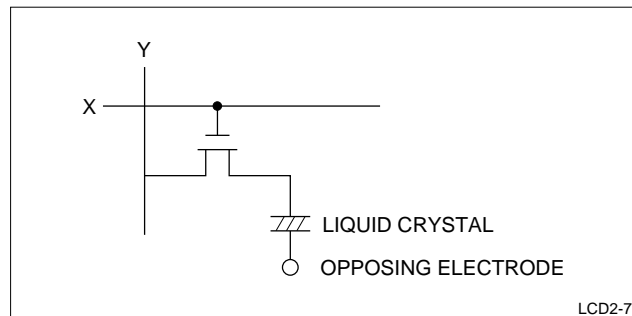 Y
X
LIQUID CRYSTAL
OPPOSING ELECTRODE
LCD2-7